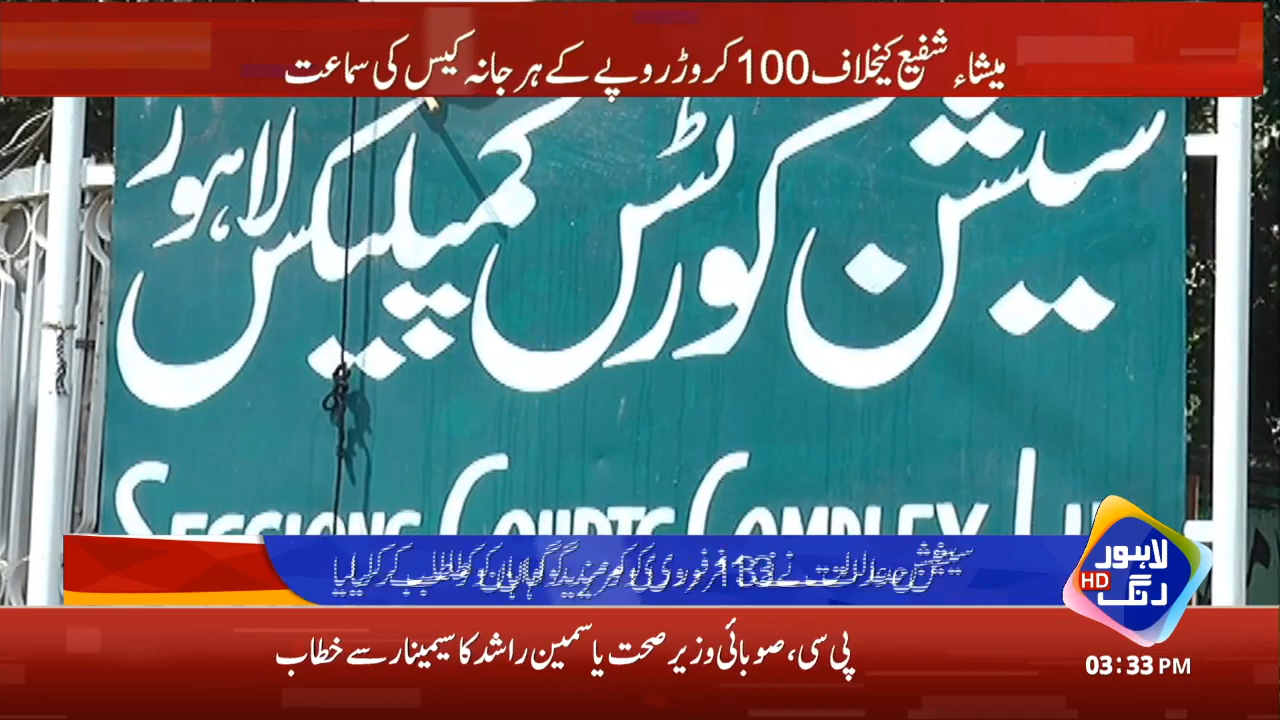 میشاء شفیع کیخلاف 100 کروڑ روپے کے ہرجانہ کیس کی سماعت
سیشن کورٹس کمپلیکس لاہور
SESSIONS COURTS COMPLEX
سیشن عدالت نے 13 فروری کو مزید گواہان کو طلب کر لیا
لاہور
HD رنگ
پی سی، صوبائی وزیر صحت یاسمین راشد کا سیمینار سے خطاب
03:33 PM